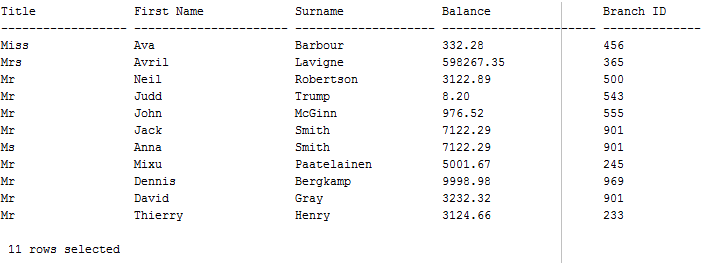 Title First Name Surname Balance Branch ID
------------------ ---------------------- -------------------- ---------------------- --------------
Miss Ava Barbour 332.28 456
Mrs Avril Lavigne 598267.35 365
Mr Neil Robertson 3122.89 500
Mr Judd Trump 8.20 543
Mr John McGinn 976.52 555
Mr Jack Smith 7122.29 901
Ms Anna Smith 7122.29 901
Mr Mixu Paatelainen 5001.67 245
Mr Dennis Bergkamp 9998.98 969
Mr David Gray 3232.32 901
Mr Thierry Henry 3124.66 233
11 rows selected